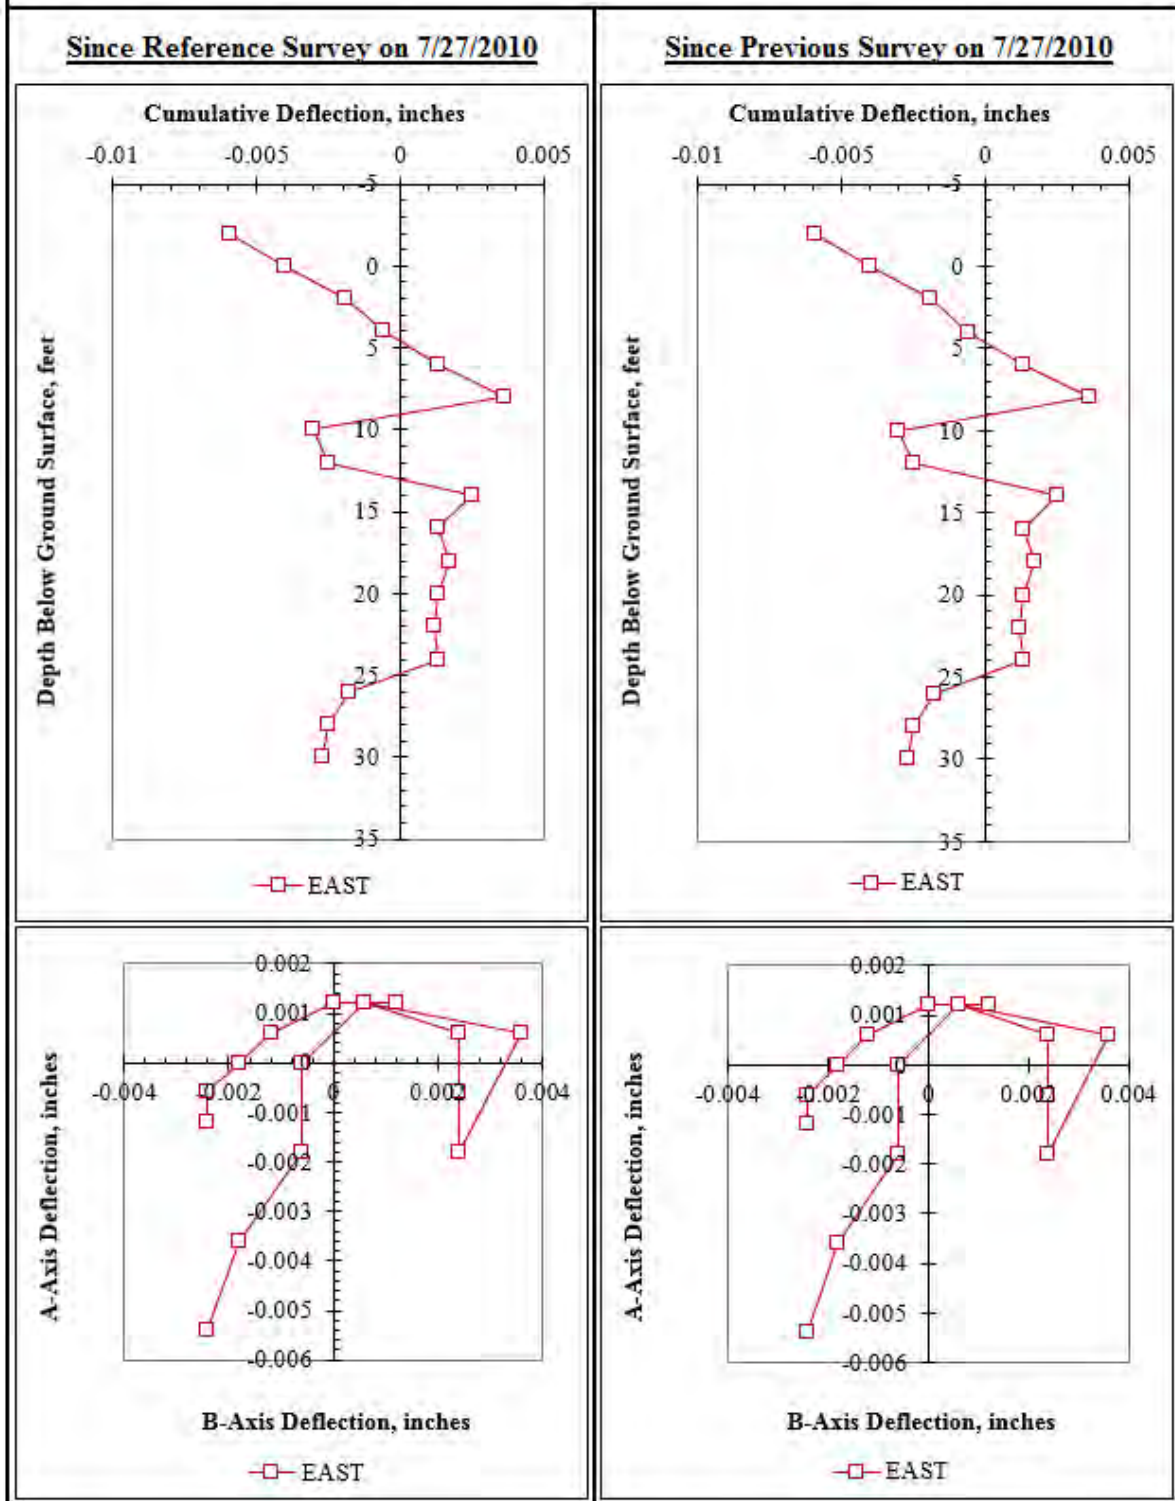 Since Reference Survey on 7/27/2010
Cumulative Deflection, inches
-0.01 -0.005 0 0.005
-5
0
5
10
15
20
25
30
35
Depth Below Ground Surface, feet
EAST
Since Previous Survey on 7/27/2010
Cumulative Deflection, inches
-0.01 -0.005 0 0.005
-5
0
5
10
15
20
25
30
35
Depth Below Ground Surface, feet
EAST
0.002
0.001
0
-0.004 -0.002 0 0.002 0.004
-0.001
-0.002
-0.003
-0.004
-0.005
-0.006
A-Axis Deflection, inches
B-Axis Deflection, inches
EAST
0.002
0.001
0
-0.004 -0.002 0 0.002 0.004
-0.001
-0.002
-0.003
-0.004
-0.005
-0.006
A-Axis Deflection, inches
B-Axis Deflection, inches
EAST